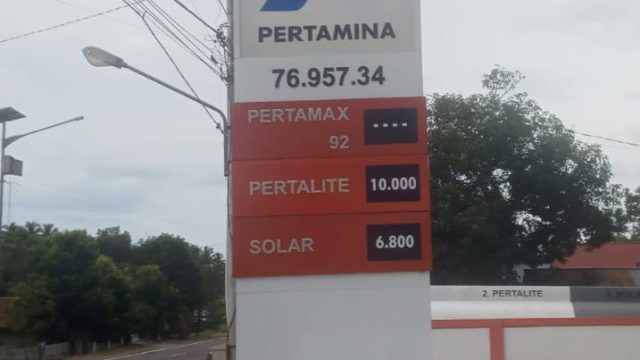 PERTAMINA
76.957.34
PERTAMAX
92
----
PERTALITE
10.000
SOLAR
6.800
2. PERTALITE